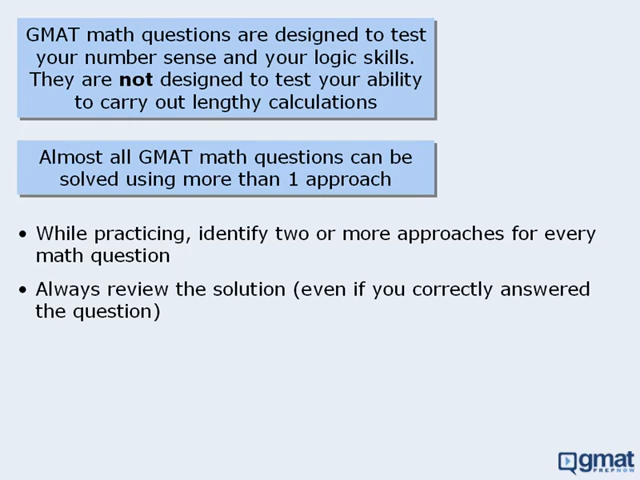 GMAT math questions are designed to test
your number sense and your logic skills.
They are not designed to test your ability
to carry out lengthy calculations
Almost all GMAT math questions can be
solved using more than 1 approach
• While practicing, identify two or more approaches for every
math question
• Always review the solution (even if you correctly answered
the question)
gmat
PREPNOW